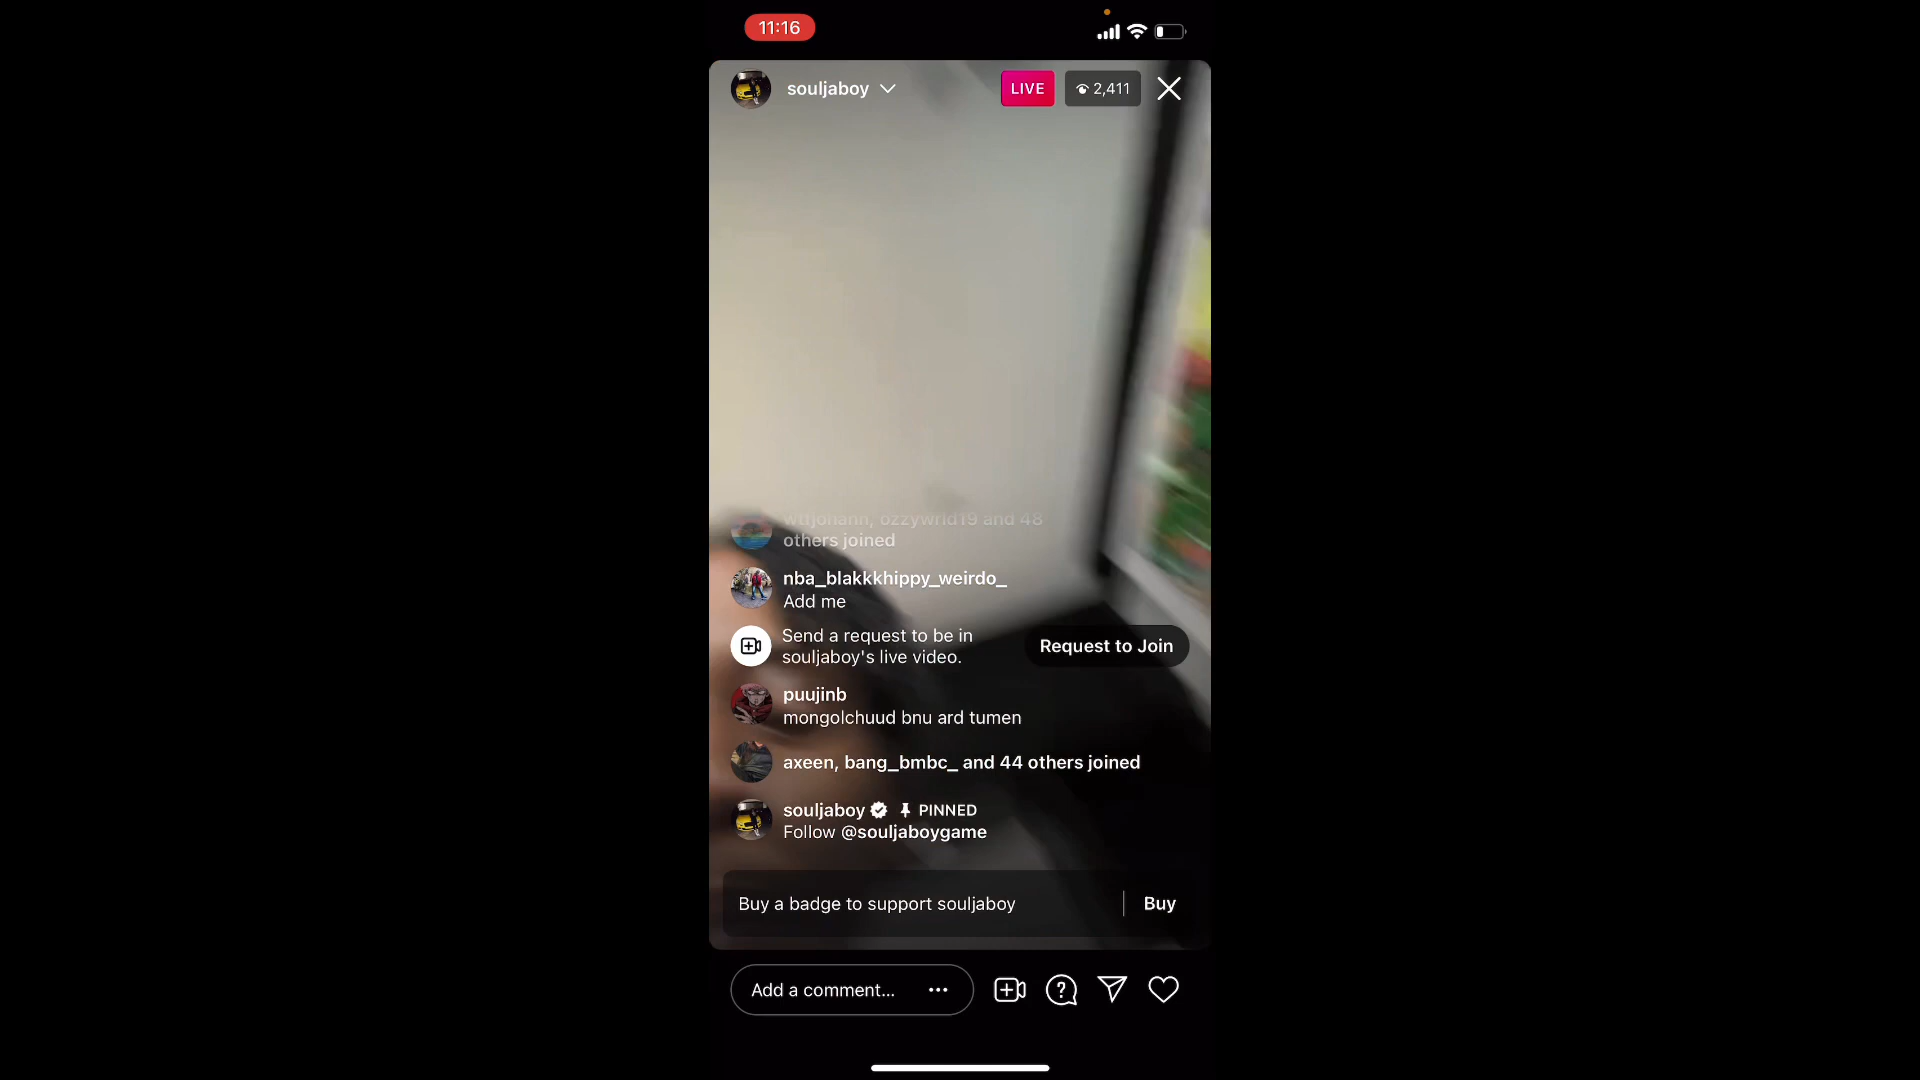 11:16
souljaboy
LIVE
2,411
wttjohann, ozzywrld19 and 48
others joined
nba_blakkkhippy_weirdo_
Add me
Send a request to be in
souljaboy's live video.
Request to Join
puujinb
mongolchuud bnu ard tumen
axeen, bang_bmbc_ and 44 others joined
souljaboy PINNED
Follow @souljaboygame
Buy a badge to support souljaboy
Buy
Add a comment...